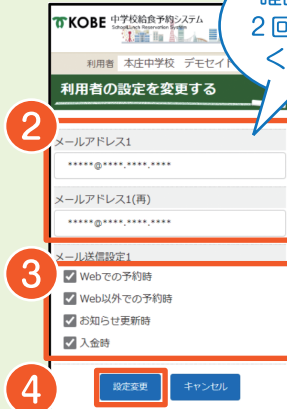 KOBE 中学校給食予約システム
School Lunch Reservation System
2回
く
利用者 本庄中学校 デモセイト
利用者の設定を変更する
2
メールアドレス1
*****@****.****.****
メールアドレス1(再)
*****@****.****.****
メール送信設定1
3
Webでの予約時
Web以外での予約時
お知らせ更新時
入金時
4
設定変更 キャンセル